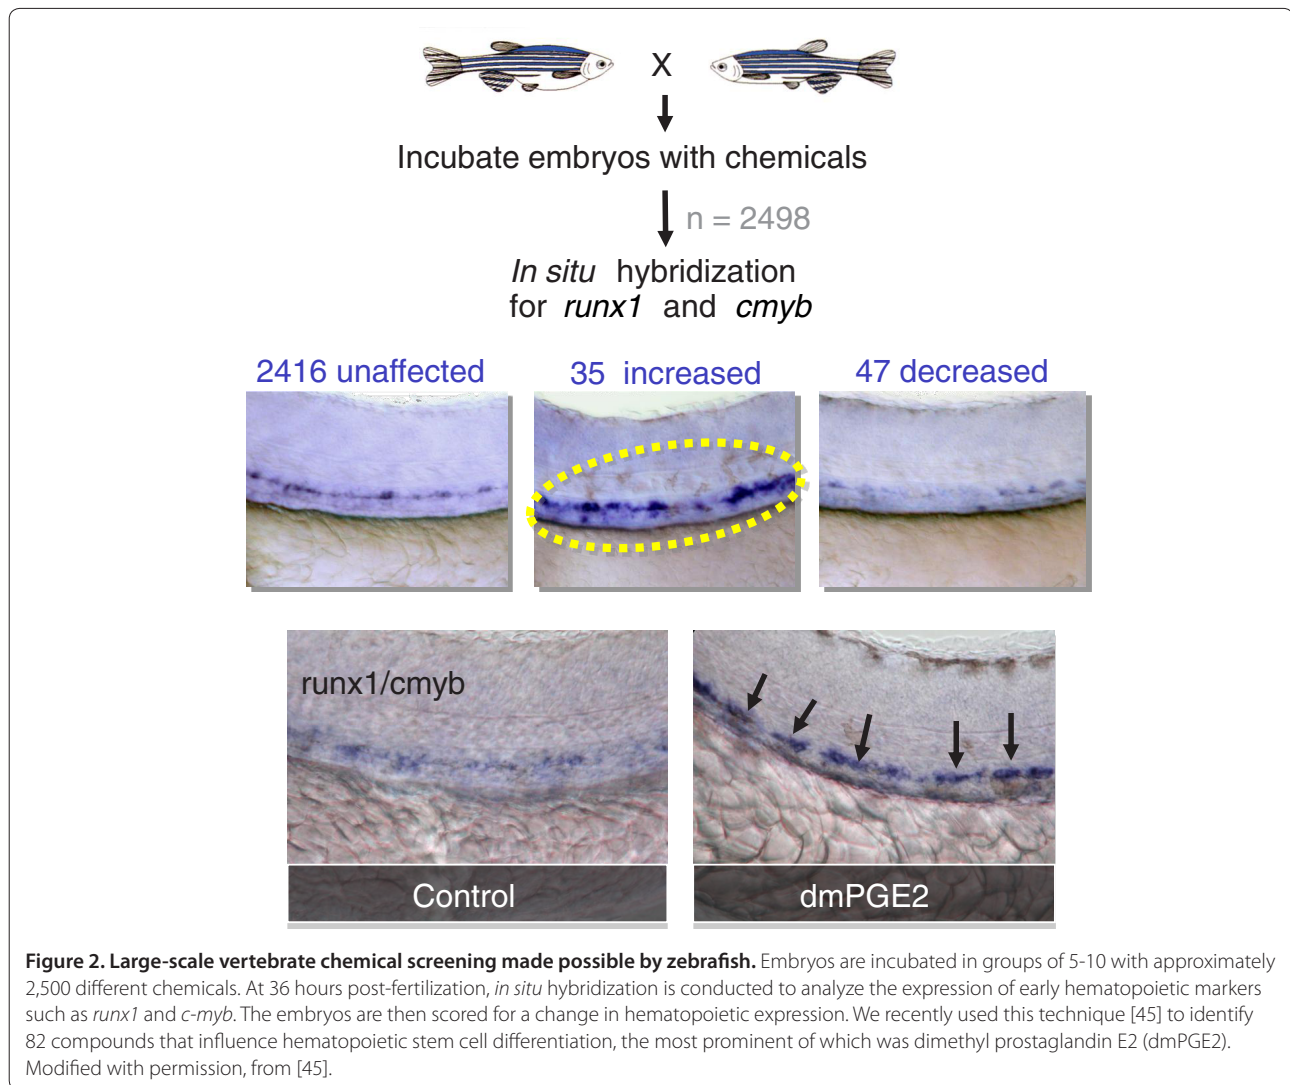 X
Incubate embryos with chemicals
n = 2498
In situ hybridization
for runx1 and cmyb
2416 unaffected 35 increased 47 decreased
runx1/cmyb
Control dmPGE2
Figure 2. Large-scale vertebrate chemical screening made possible by zebrafish. Embryos are incubated in groups of 5-10 with approximately
2,500 different chemicals. At 36 hours post-fertilization, in situ hybridization is conducted to analyze the expression of early hematopoietic markers
such as runx1 and c-myb. The embryos are then scored for a change in hematopoietic expression. We recently used this technique [45] to identify
82 compounds that influence hematopoietic stem cell differentiation, the most prominent of which was dimethyl prostaglandin E2 (dmPGE2).
Modified with permission, from [45].